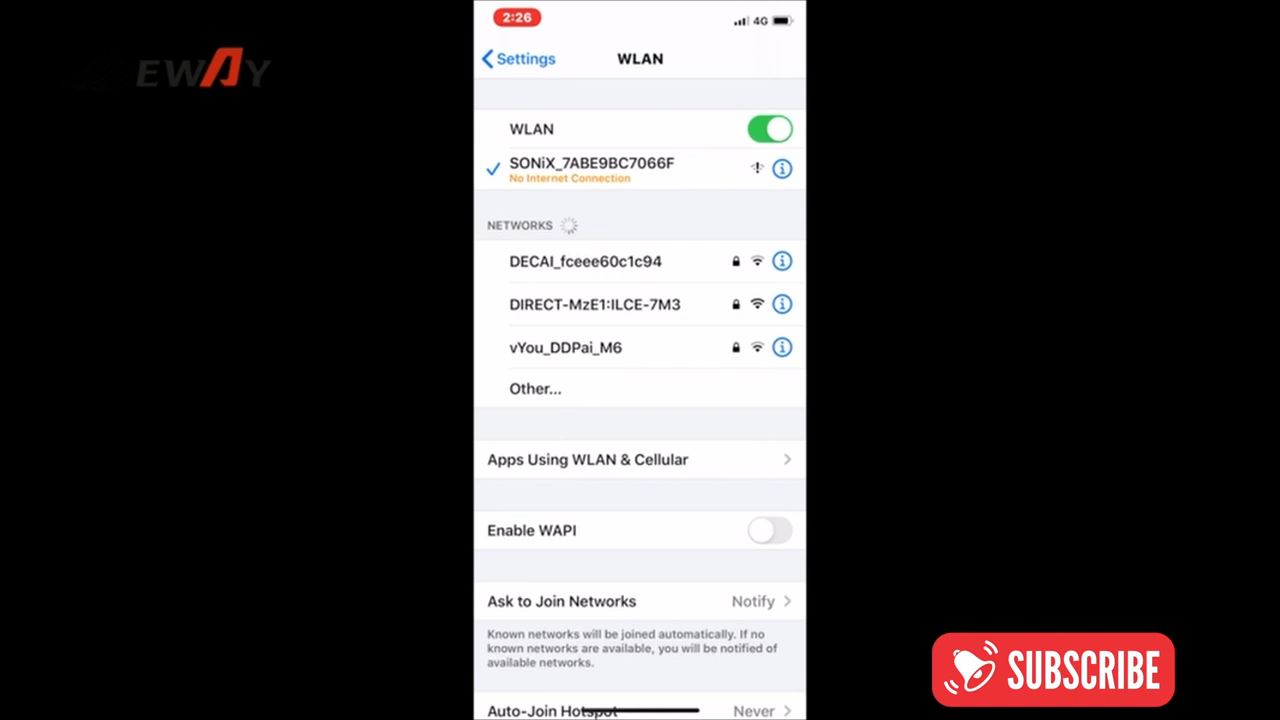 EWAY
2:26
4G
Settings
WLAN
WLAN
SONiX_7ABE9BC7066F
No Internet Connection
NETWORKS
DECAI_fceee60c1c94
DIRECT-MzE1:ILCE-7M3
vYou_DDPai_M6
Other...
Apps Using WLAN & Cellular
Enable WAPI
Ask to Join Networks Notify
Known networks will be joined automatically. If no
known networks are available, you will be notified of
available networks.
Auto-Join Hotspot Never
SUBSCRIBE